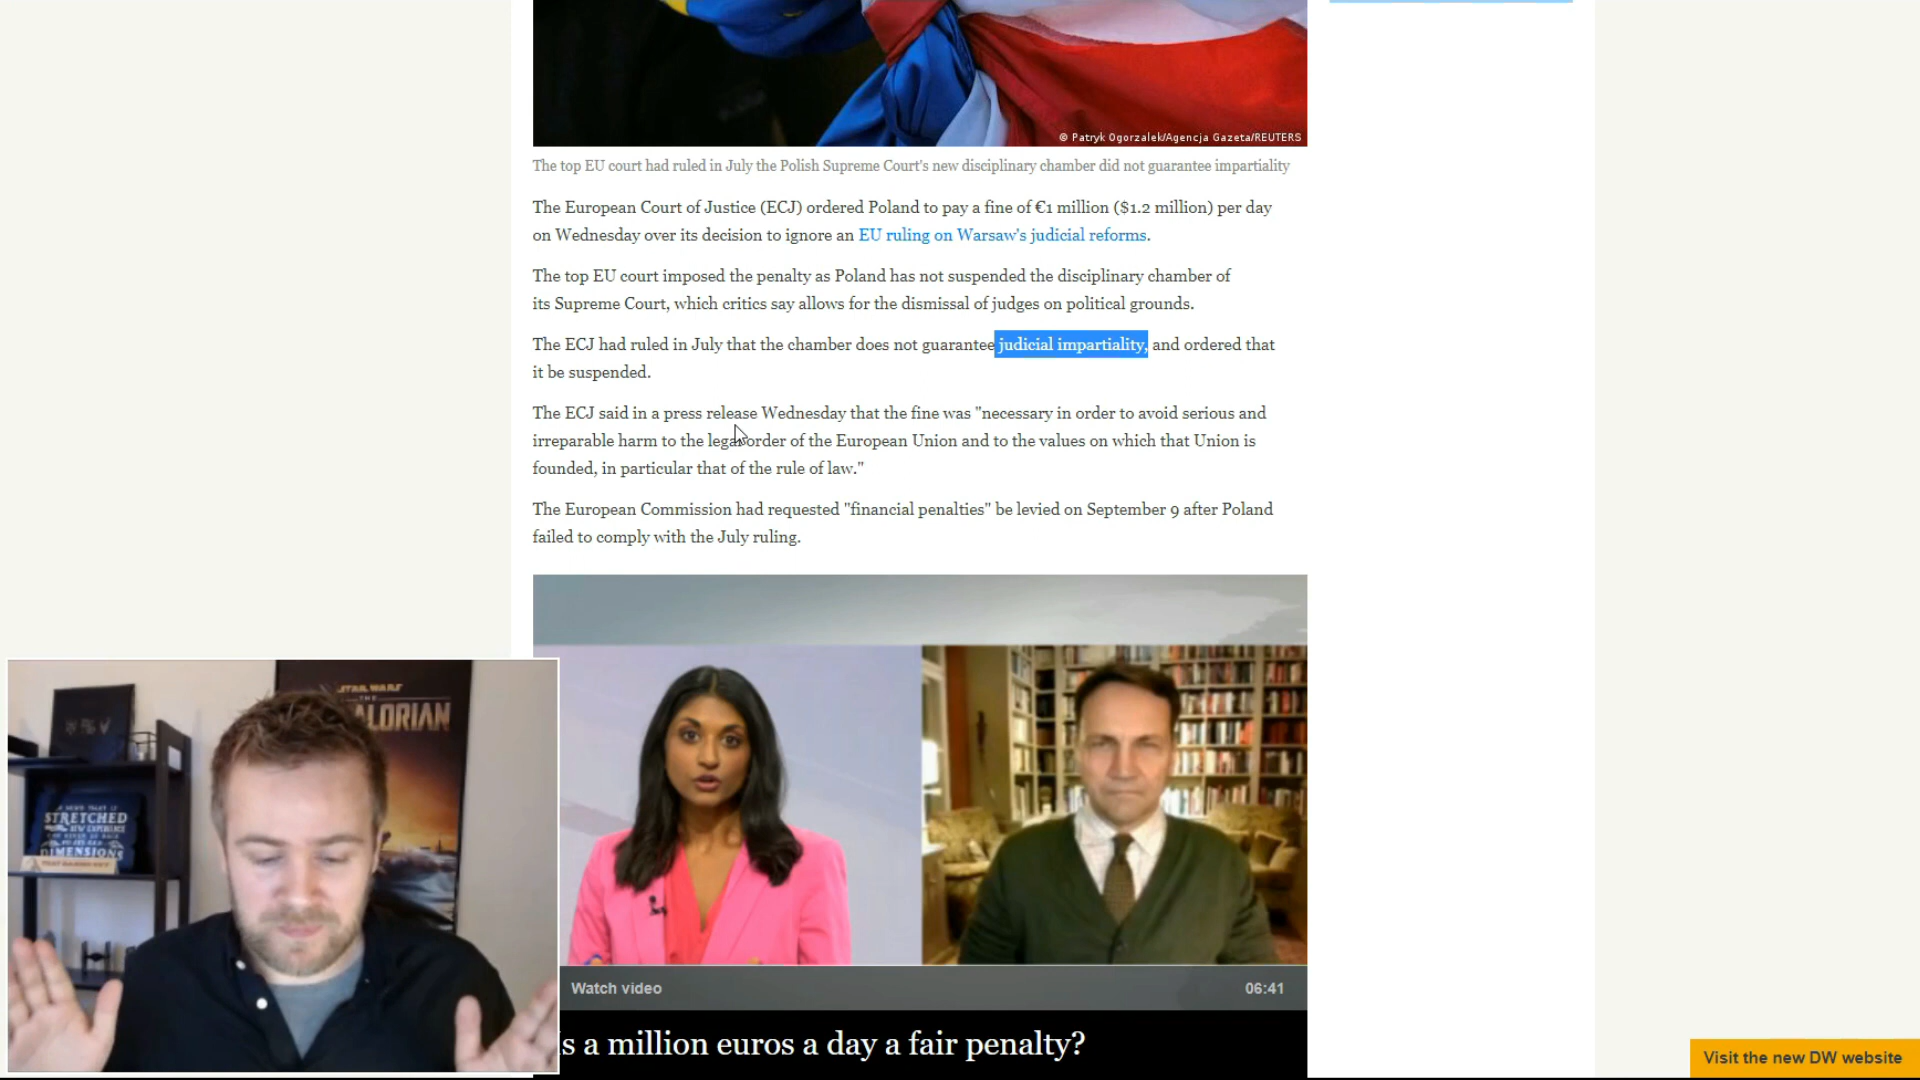 © Patryk Ogorzalek/Agencja Gazeta/REUTERS
The top EU court had ruled in July the Polish Supreme Court's new disciplinary chamber did not guarantee impartiality
The European Court of Justice (ECJ) ordered Poland to pay a fine of €1 million ($1.2 million) per day
on Wednesday over its decision to ignore an EU ruling on Warsaw's judicial reforms.
The top EU court imposed the penalty as Poland has not suspended the disciplinary chamber of
its Supreme Court, which critics say allows for the dismissal of judges on political grounds.
The ECJ had ruled in July that the chamber does not guarantee judicial impartiality, and ordered that
it be suspended.
The ECJ said in a press release Wednesday that the fine was "necessary in order to avoid serious and
irreparable harm to the legal order of the European Union and to the values on which that Union is
founded, in particular that of the rule of law."
The European Commission had requested "financial penalties" be levied on September 9 after Poland
failed to comply with the July ruling.
STAR WARS
THE
ALORIAN
STRETCHED
DIMENSIONS
Watch video
06:41
s a million euros a day a fair penalty?
Visit the new DW website